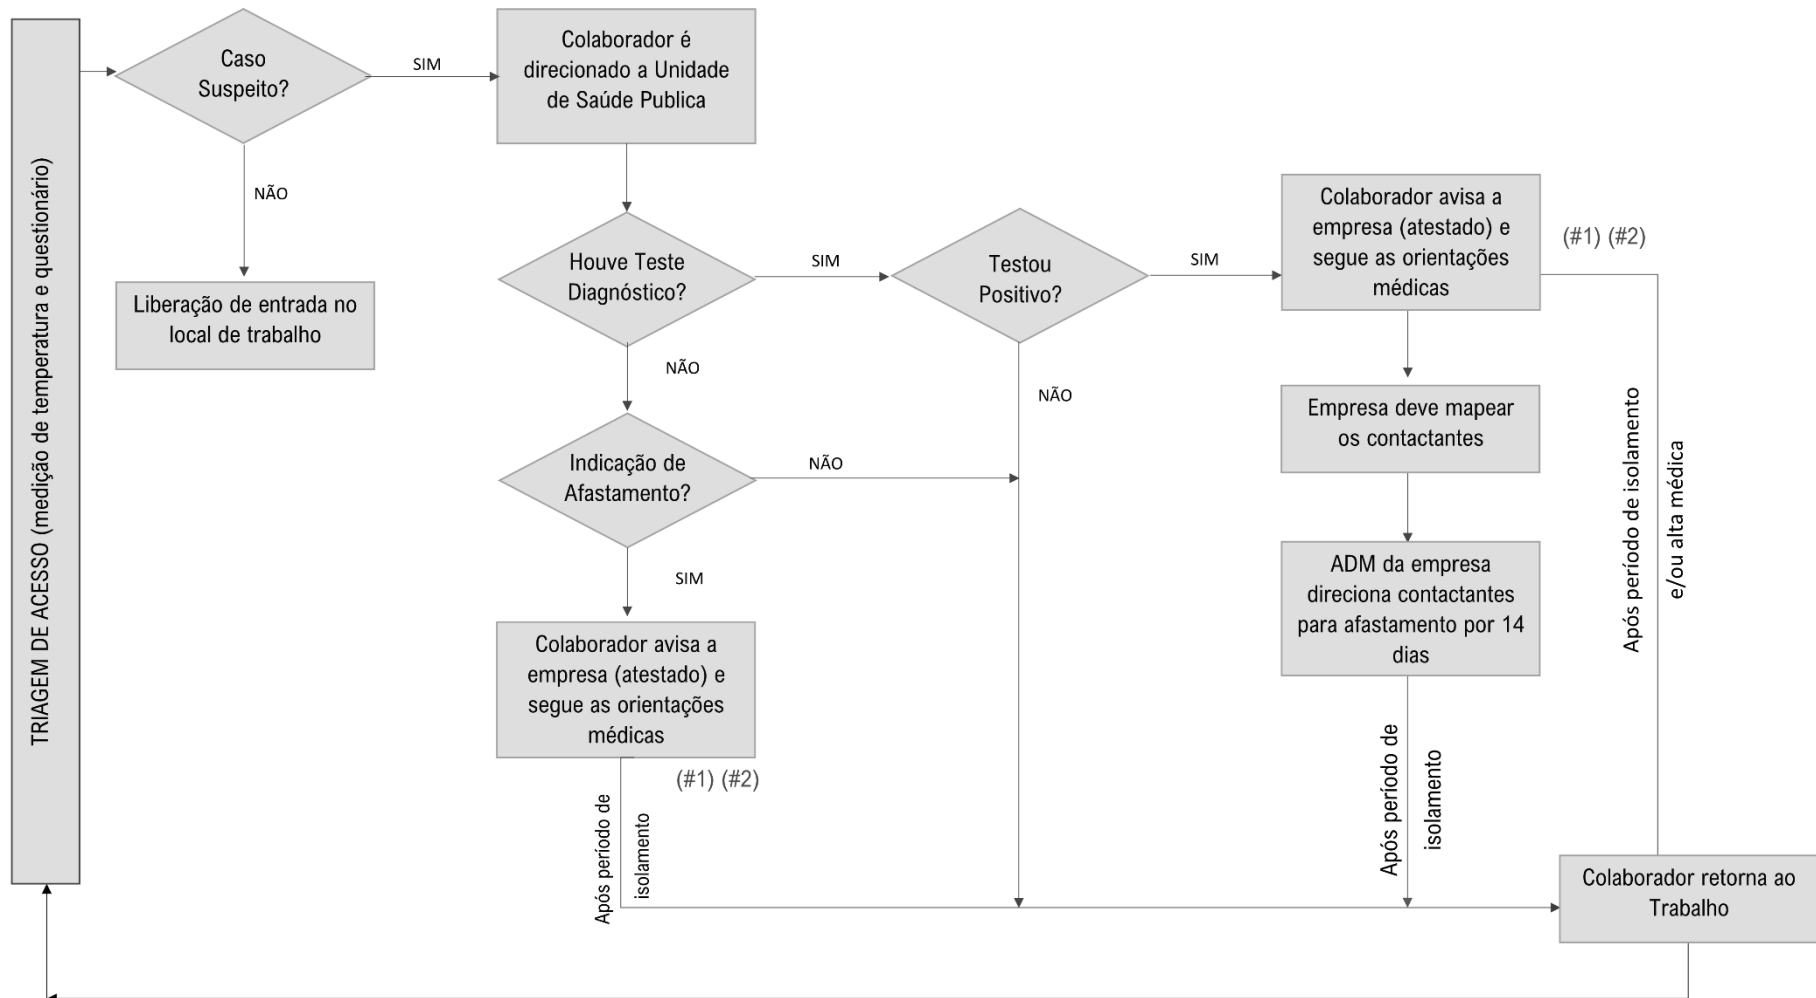 TRIAGEM DE ACESSO (medição de temperatura e questionário)
Caso
Suspeito?
SIM
Colaborador é
direcionado a Unidade
de Saúde Publica
NÃO
Liberação de entrada no
local de trabalho
Houve Teste
Diagnóstico?
SIM
Testou
Positivo?
SIM
Colaborador avisa a
empresa (atestado) e
segue as orientações
médicas
(#1) (#2)
NÃO
NÃO
Empresa deve mapear
os contactantes
Após período de isolamento
e/ou alta médica
Indicação de
Afastamento?
NÃO
SIM
ADM da empresa
direciona contactantes
para afastamento por 14
dias
Colaborador avisa a
empresa (atestado) e
segue as orientações
médicas
(#1) (#2)
Após período de
isolamento
Após período de
isolamento
Colaborador retorna ao
Trabalho